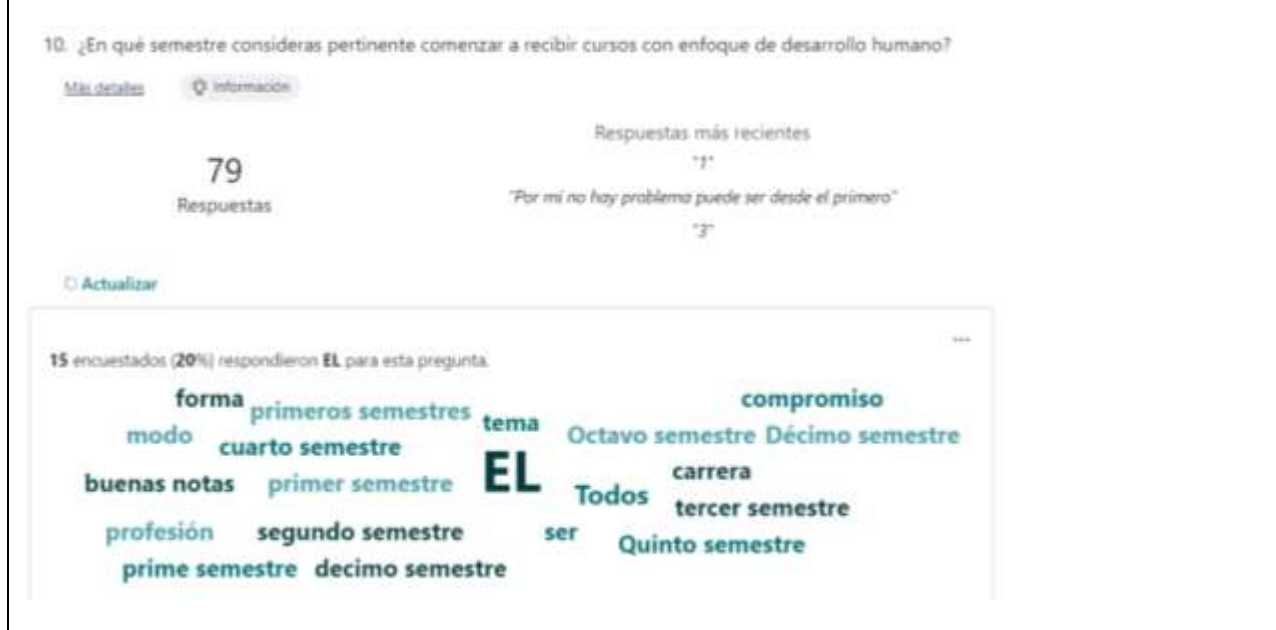 10. ¿En qué semestre consideras pertinente comenzar a recibir cursos con enfoque de desarrollo humano?
Más detalles Información
79
Respuestas
Respuestas más recientes
"1"
"Por mí no hay problema puede ser desde el primero"
"3"
Actualizar
...
15 encuestados (20%) respondieron EL para esta pregunta.
forma primeros semestres tema compromiso
modo cuarto semestre Octavo semestre Décimo semestre
buenas notas primer semestre EL Todos carrera
tercer semestre
profesión segundo semestre ser Quinto semestre
prime semestre decimo semestre